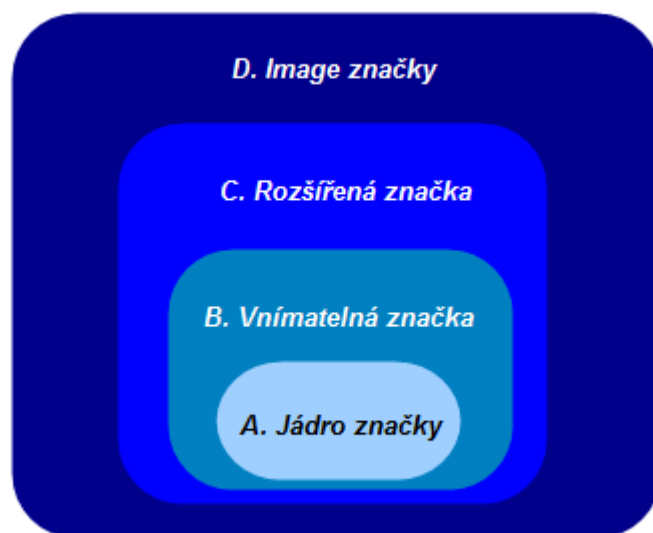 D. Image značky
C. Rozšířená značka
B. Vnímatelná značka
A. Jádro značky